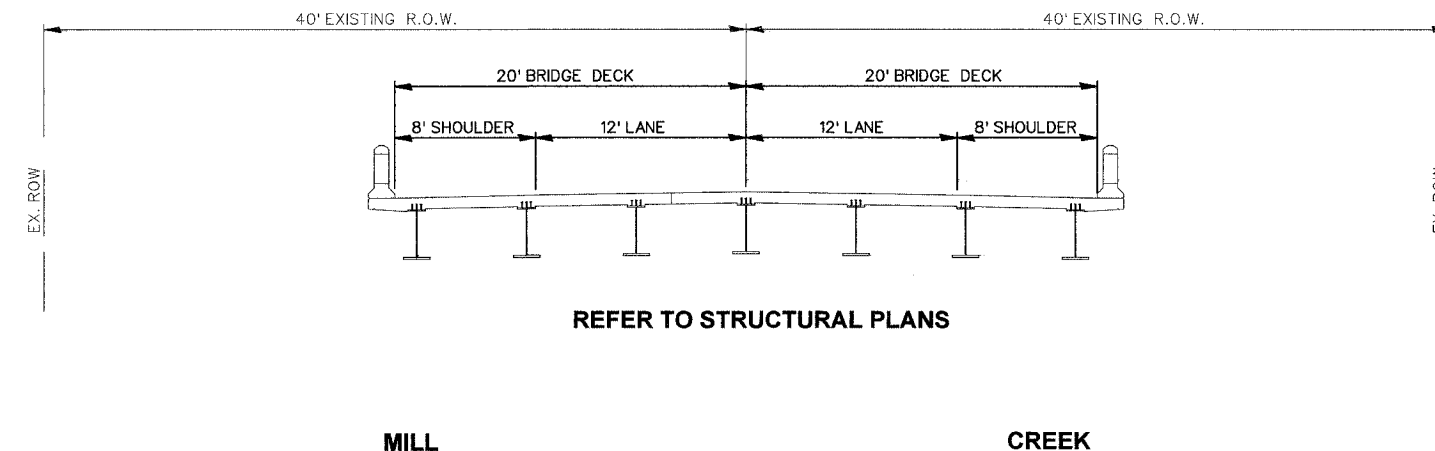 40' EXISTING R.O.W. 40' EXISTING R.O.W.
20' BRIDGE DECK 20' BRIDGE DECK
8' SHOULDER 12' LANE 12' LANE 8' SHOULDER
EX. ROW
REFER TO STRUCTURAL PLANS
MILL CREEK